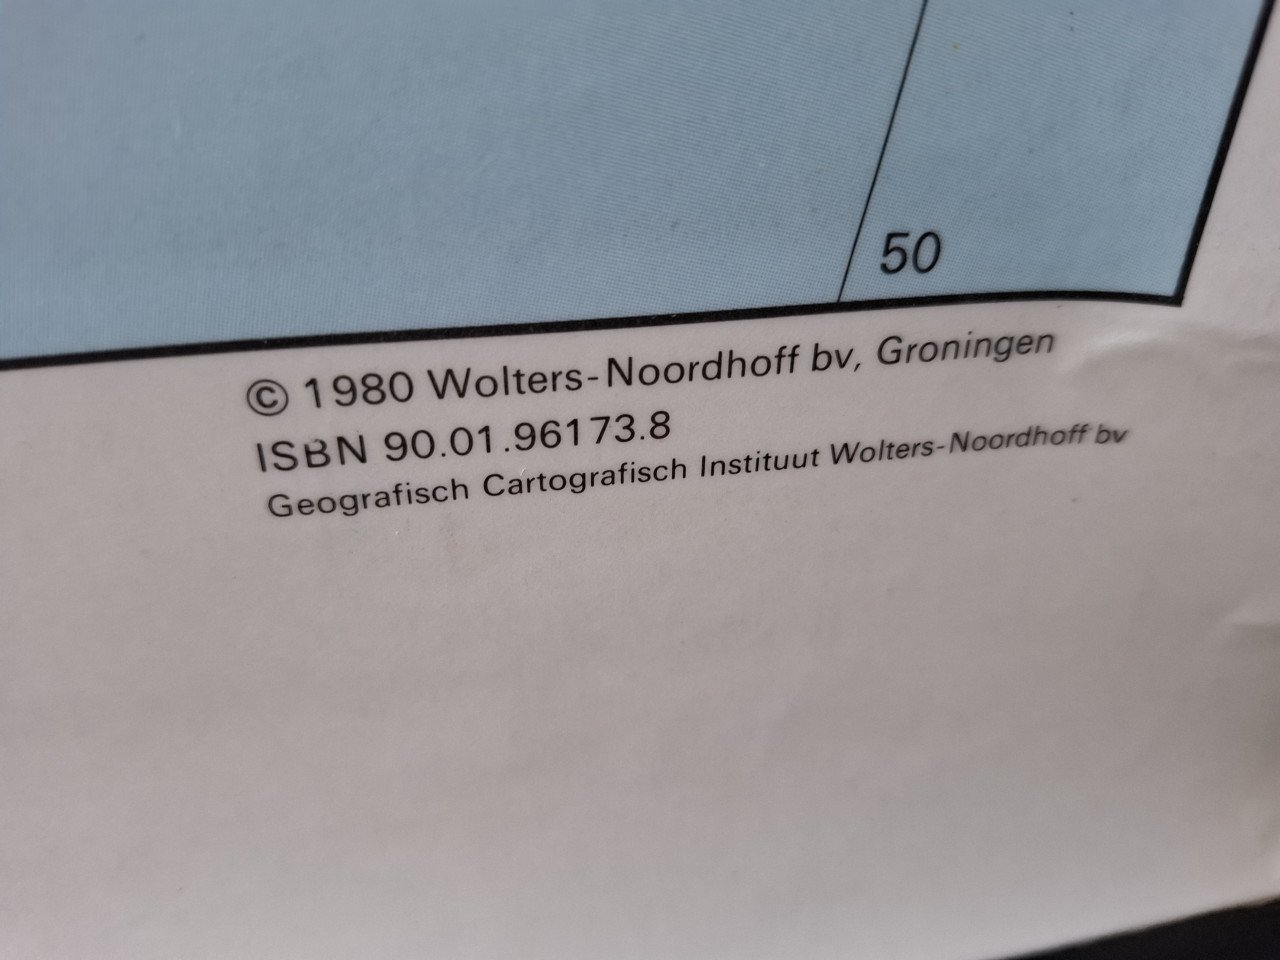 50
© 1980 Wolters-Noordhoff bv, Groningen
ISBN 90.01.96173.8
Geografisch Cartografisch Instituut Wolters-Noordhoff bv